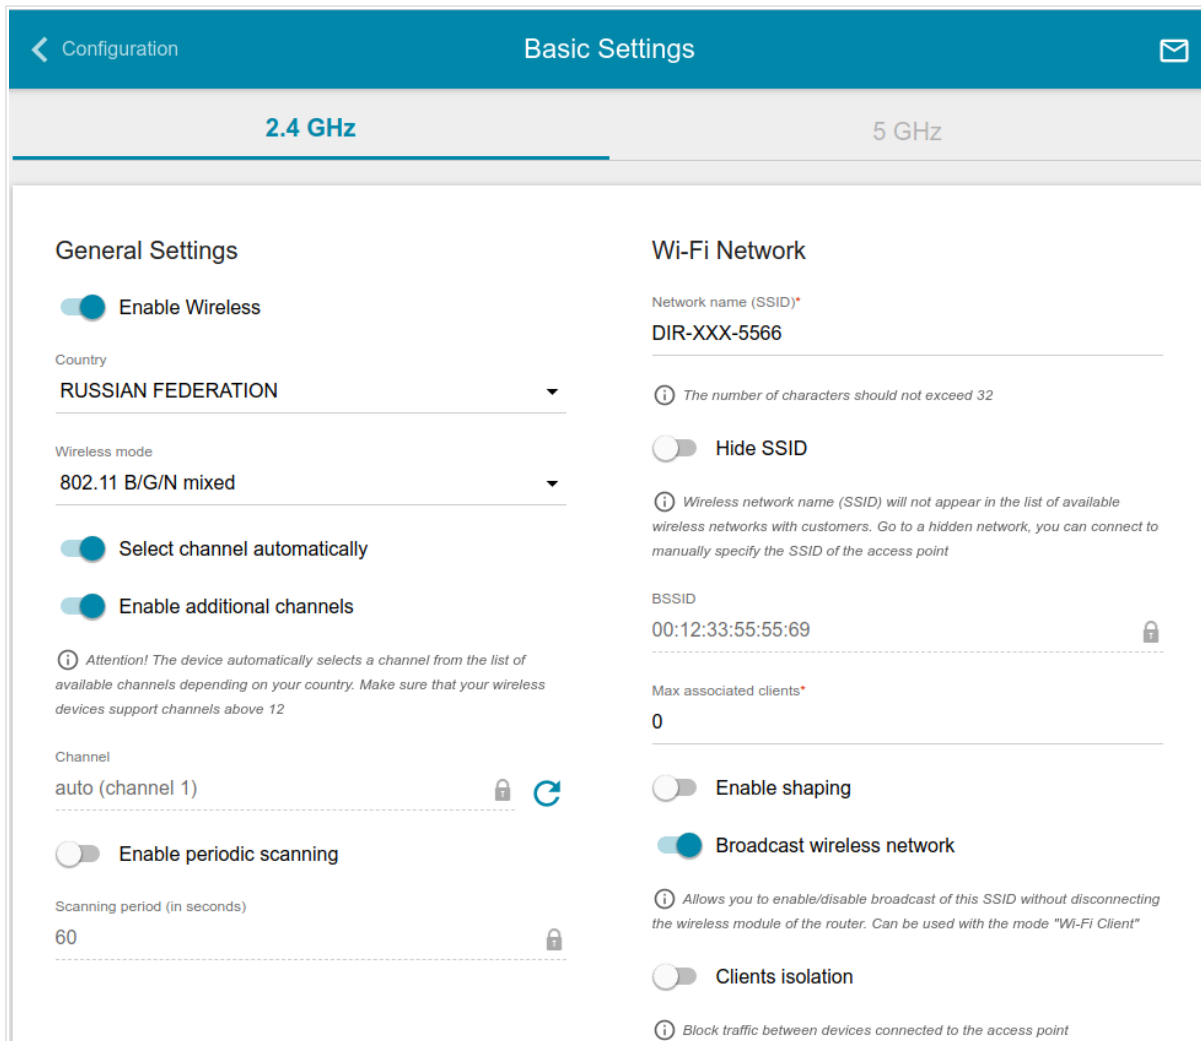 Configuration
Basic Settings
2.4 GHz
5 GHz
General Settings
Enable Wireless
Country
RUSSIAN FEDERATION
Wireless mode
802.11 B/G/N mixed
Select channel automatically
Enable additional channels
Attention! The device automatically selects a channel from the list of
available channels depending on your country. Make sure that your wireless
devices support channels above 12
Channel
auto (channel 1)
Enable periodic scanning
Scanning period (in seconds)
60
Wi-Fi Network
Network name (SSID)*
DIR-XXX-5566
The number of characters should not exceed 32
Hide SSID
Wireless network name (SSID) will not appear in the list of available
wireless networks with customers. Go to a hidden network, you can connect to
manually specify the SSID of the access point
BSSID
00:12:33:55:55:69
Max associated clients*
0
Enable shaping
Broadcast wireless network
Allows you to enable/disable broadcast of this SSID without disconnecting
the wireless module of the router. Can be used with the mode "Wi-Fi Client"
Clients isolation
Block traffic between devices connected to the access point